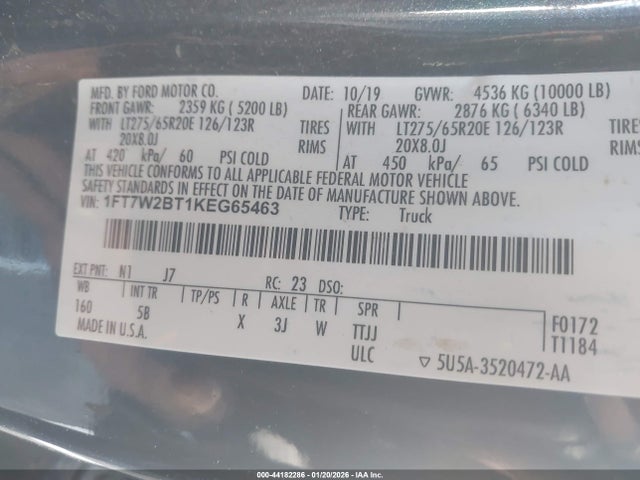 MFD. BY FORD MOTOR CO. DATE: 10/19 GVWR: 4536 KG (10000 LB)
FRONT GAWR: 2359 KG ( 5200 LB) REAR GAWR: 2876 KG ( 6340 LB)
WITH LT275/65R20E 126/123R TIRES WITH LT275/65R20E 126/123R TIRES
20X8.0J RIMS 20X8.0J RIMS
AT 420 kPa/ 60 PSI COLD AT 450 kPa/ 65 PSI COLD
THIS VEHICLE CONFORMS TO ALL APPLICABLE FEDERAL MOTOR VEHICLE
SAFETY STANDARDS IN EFFECT ON THE DATE OF MANUFACTURE SHOWN ABOVE.
VIN: 1FT7W2BT1KEG65463 TYPE: Truck
EXT PNT: N1 J7 RC: 23 DSO:
WB INT TR TP/PS R AXLE TR SPR
160 5B X 3J W TTJJ
ULC
F0172
T1184
MADE IN U.S.A. ▽ 5U5A-3520472-AA
000-44182286 - 01/20/2026 - IAA Inc.